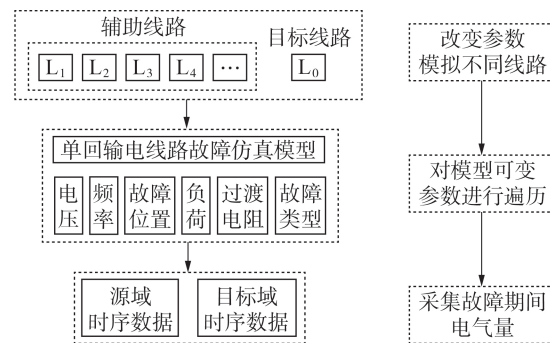 辅助线路
目标线路
L₁ L₂ L₃ L₄ … L₀
单回输电线路故障仿真模型
电压 频率 故障位置 负荷 过渡电阻 故障类型
源域时序数据
目标域时序数据
改变参数
模拟不同线路
对模型可变
参数进行遍历
采集故障期间
电气量